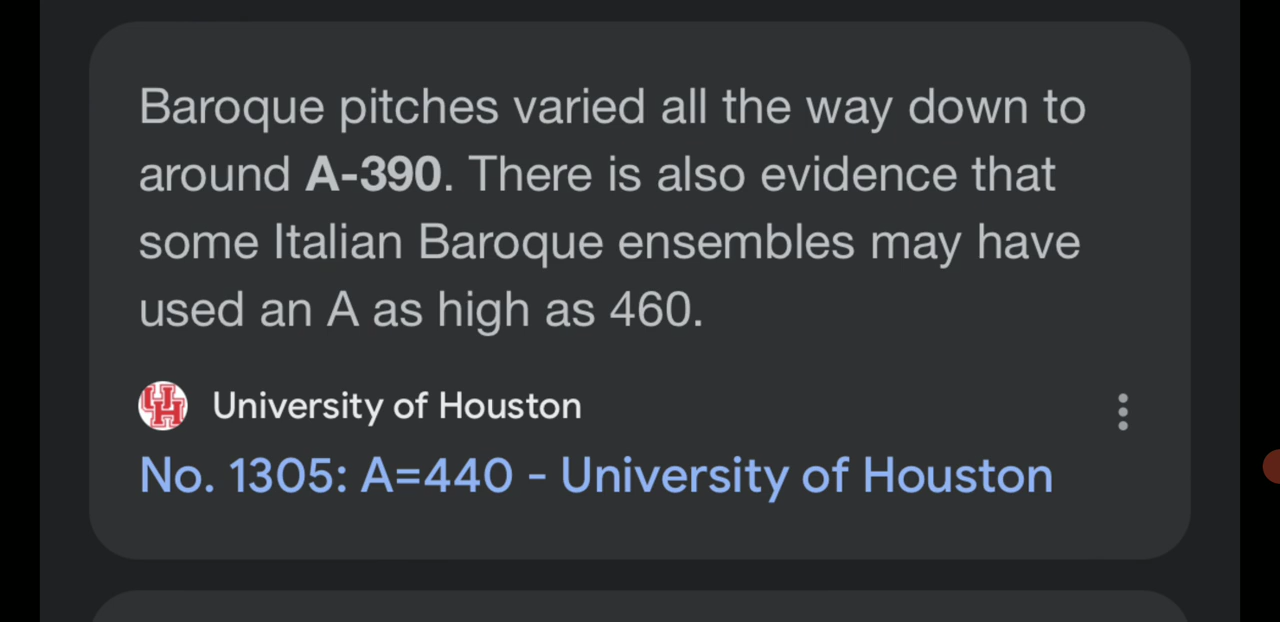 Baroque pitches varied all the way down to
around A-390. There is also evidence that
some Italian Baroque ensembles may have
used an A as high as 460.
University of Houston
No. 1305: A=440 - University of Houston